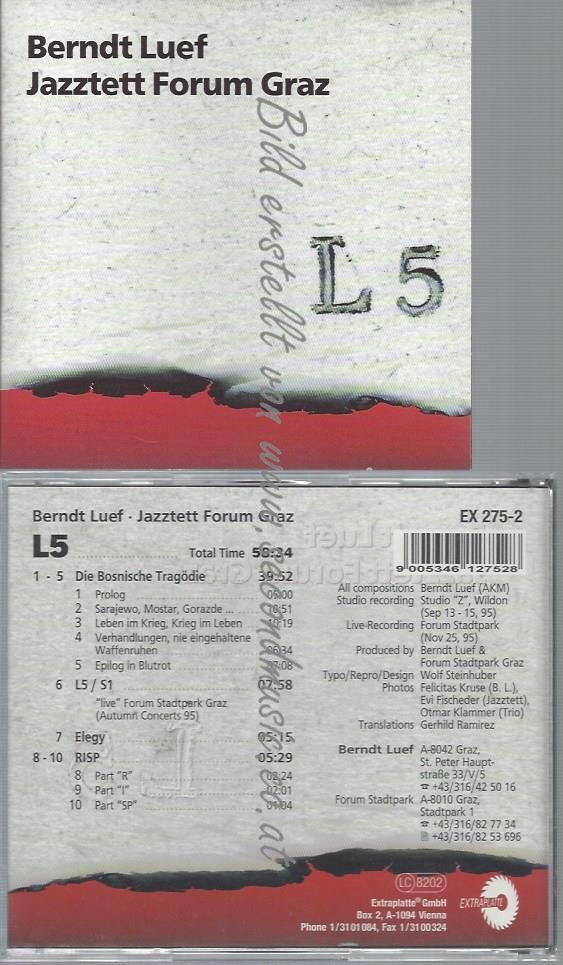 Berndt Luef
Jazztett Forum Graz
L5
Bild erstellt von www.secondmusic.at
Berndt Luef · Jazztett Forum Graz
EX 275-2
L5 Total Time 58:34
9 005346 127528
1 - 5 Die Bosnische Tragödie 39:52
1 Prolog 05:00
2 Sarajewo, Mostar, Gorazde ... 10:51
3 Leben im Krieg, Krieg im Leben 10:19
4 Verhandlungen, nie eingehaltene
Waffenruhen 06:34
5 Epilog in Blutrot 07:08
6 L5 / S1 07:58
"live" Forum Stadtpark Graz
(Autumn Concerts 95)
7 Elegy 05:15
8 - 10 RISP 05:29
8 Part "R" 02:24
9 Part "I" 02:01
10 Part "SP" 01:04
All compositions Berndt Luef (AKM)
Studio recording Studio "Z", Wildon
(Sep 13 - 15, 95)
Live-Recording Forum Stadtpark
(Nov 25, 95)
Produced by Berndt Luef &
Forum Stadtpark Graz
Typo/Repro/Design Wolf Steinhuber
Photos Felicitas Kruse (B. L.),
Evi Fischeder (Jazztett),
Otmar Klammer (Trio)
Translations Gerhild Ramirez
Berndt Luef A-8042 Graz,
St. Peter Haupt-
straße 33/V/5
☎ +43/316/42 50 16
Forum Stadtpark A-8010 Graz,
Stadtpark 1
☎ +43/316/82 77 34
+43/316/82 53 696
LC 8202
Extraplatte® GmbH
Box 2, A-1094 Vienna
Phone 1/3101084, Fax 1/3100324
EXTRAPLATTE